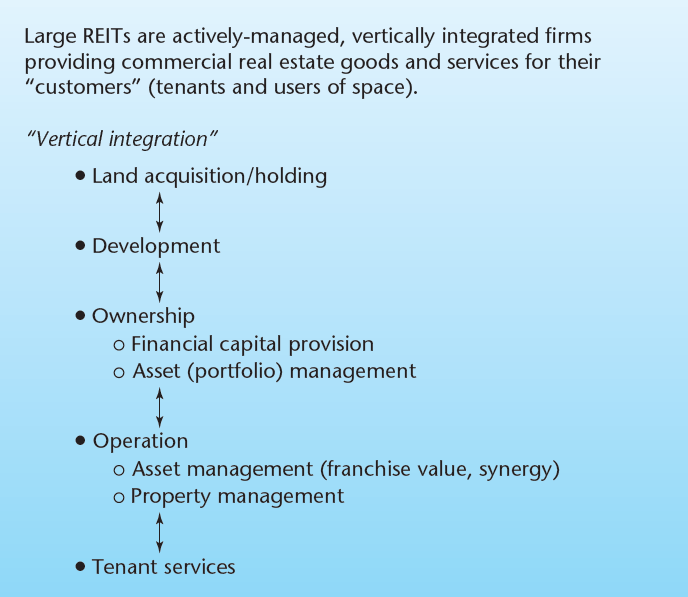 Large REITs are actively-managed, vertically integrated firms
providing commercial real estate goods and services for their
“customers” (tenants and users of space).
“Vertical integration”
● Land acquisition/holding
● Development
● Ownership
○ Financial capital provision
○ Asset (portfolio) management
● Operation
○ Asset management (franchise value, synergy)
○ Property management
● Tenant services